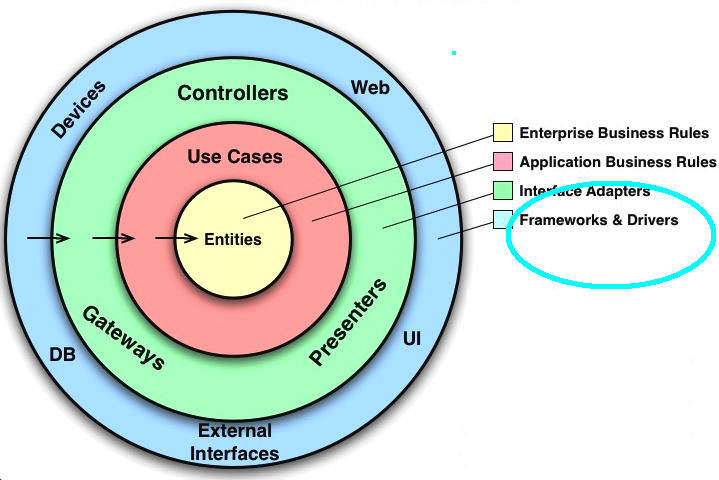 Devices
Web
Controllers
Use Cases
Entities
Gateways
Presenters
DB
UI
External
Interfaces
Enterprise Business Rules
Application Business Rules
Interface Adapters
Frameworks & Drivers